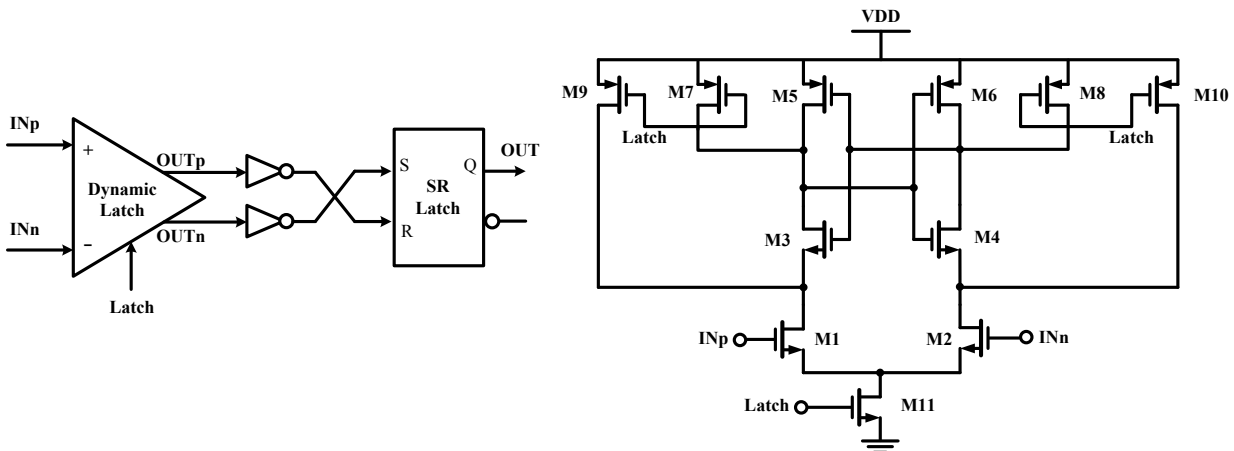 INp
INn
+
−
Dynamic
Latch
OUTp
OUTn
Latch
S
R
Q
SR
Latch
OUT
VDD
M9
M7
M5
M6
M8
M10
Latch
Latch
M3
M4
INp
M1
M2
INn
Latch
M11